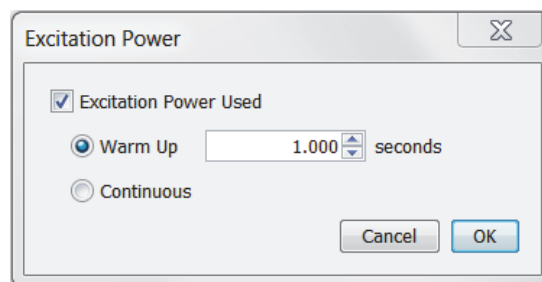 Excitation Power
Excitation Power Used
Warm Up 1.000 seconds
Continuous
Cancel OK